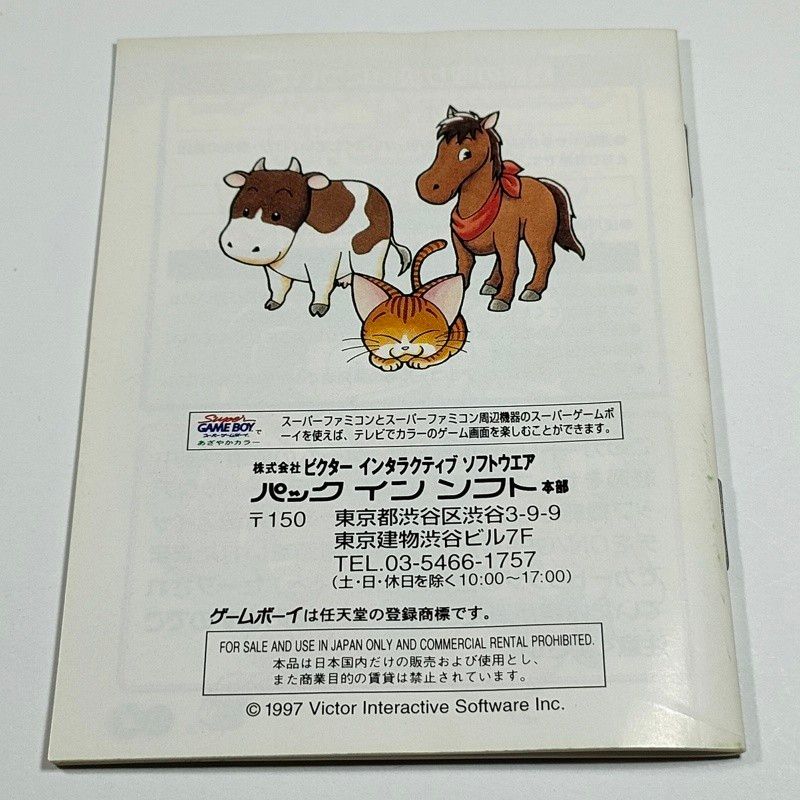 Super
GAME BOYで
スーパーゲームボーイ
あざやかカラー
スーパーファミコンとスーパーファミコン周辺機器のスーパーゲームボ
ーイを使えば、テレビでカラーのゲーム画面を楽しむことができます。
株式会社 ビクター インタラクティブ ソフトウエア
パック イン ソフト 本部
〒150 東京都渋谷区渋谷3-9-9
東京建物渋谷ビル7F
TEL.03-5466-1757
(土・日・休日を除く10:00〜17:00)
ゲームボーイは任天堂の登録商標です。
FOR SALE AND USE IN JAPAN ONLY AND COMMERCIAL RENTAL PROHIBITED.
本品は日本国内だけの販売および使用とし、
また商業目的の賃貸は禁止されています。
© 1997 Victor Interactive Software Inc.